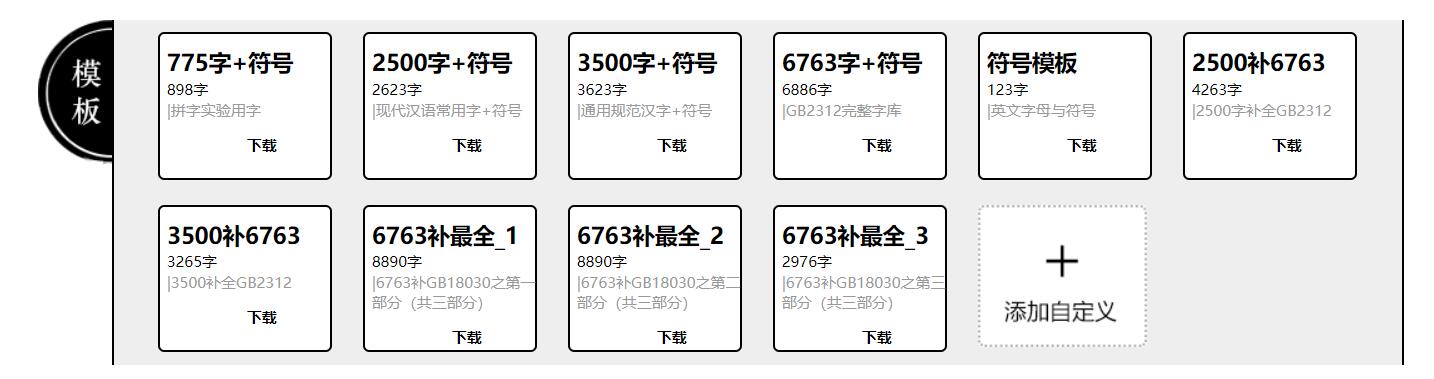 模
板
775字+符号
898字
|拼字实验用字
下载
2500字+符号
2623字
|现代汉语常用字+符号
下载
3500字+符号
3623字
|通用规范汉字+符号
下载
6763字+符号
6886字
|GB2312完整字库
下载
符号模板
123字
|英文字母与符号
下载
2500补6763
4263字
|2500字补全GB2312
下载
3500补6763
3265字
|3500补全GB2312
下载
6763补最全_1
8890字
|6763补GB18030之第一
部分（共三部分）
下载
6763补最全_2
8890字
|6763补GB18030之第二
部分（共三部分）
下载
6763补最全_3
2976字
|6763补GB18030之第三
部分（共三部分）
下载
添加自定义